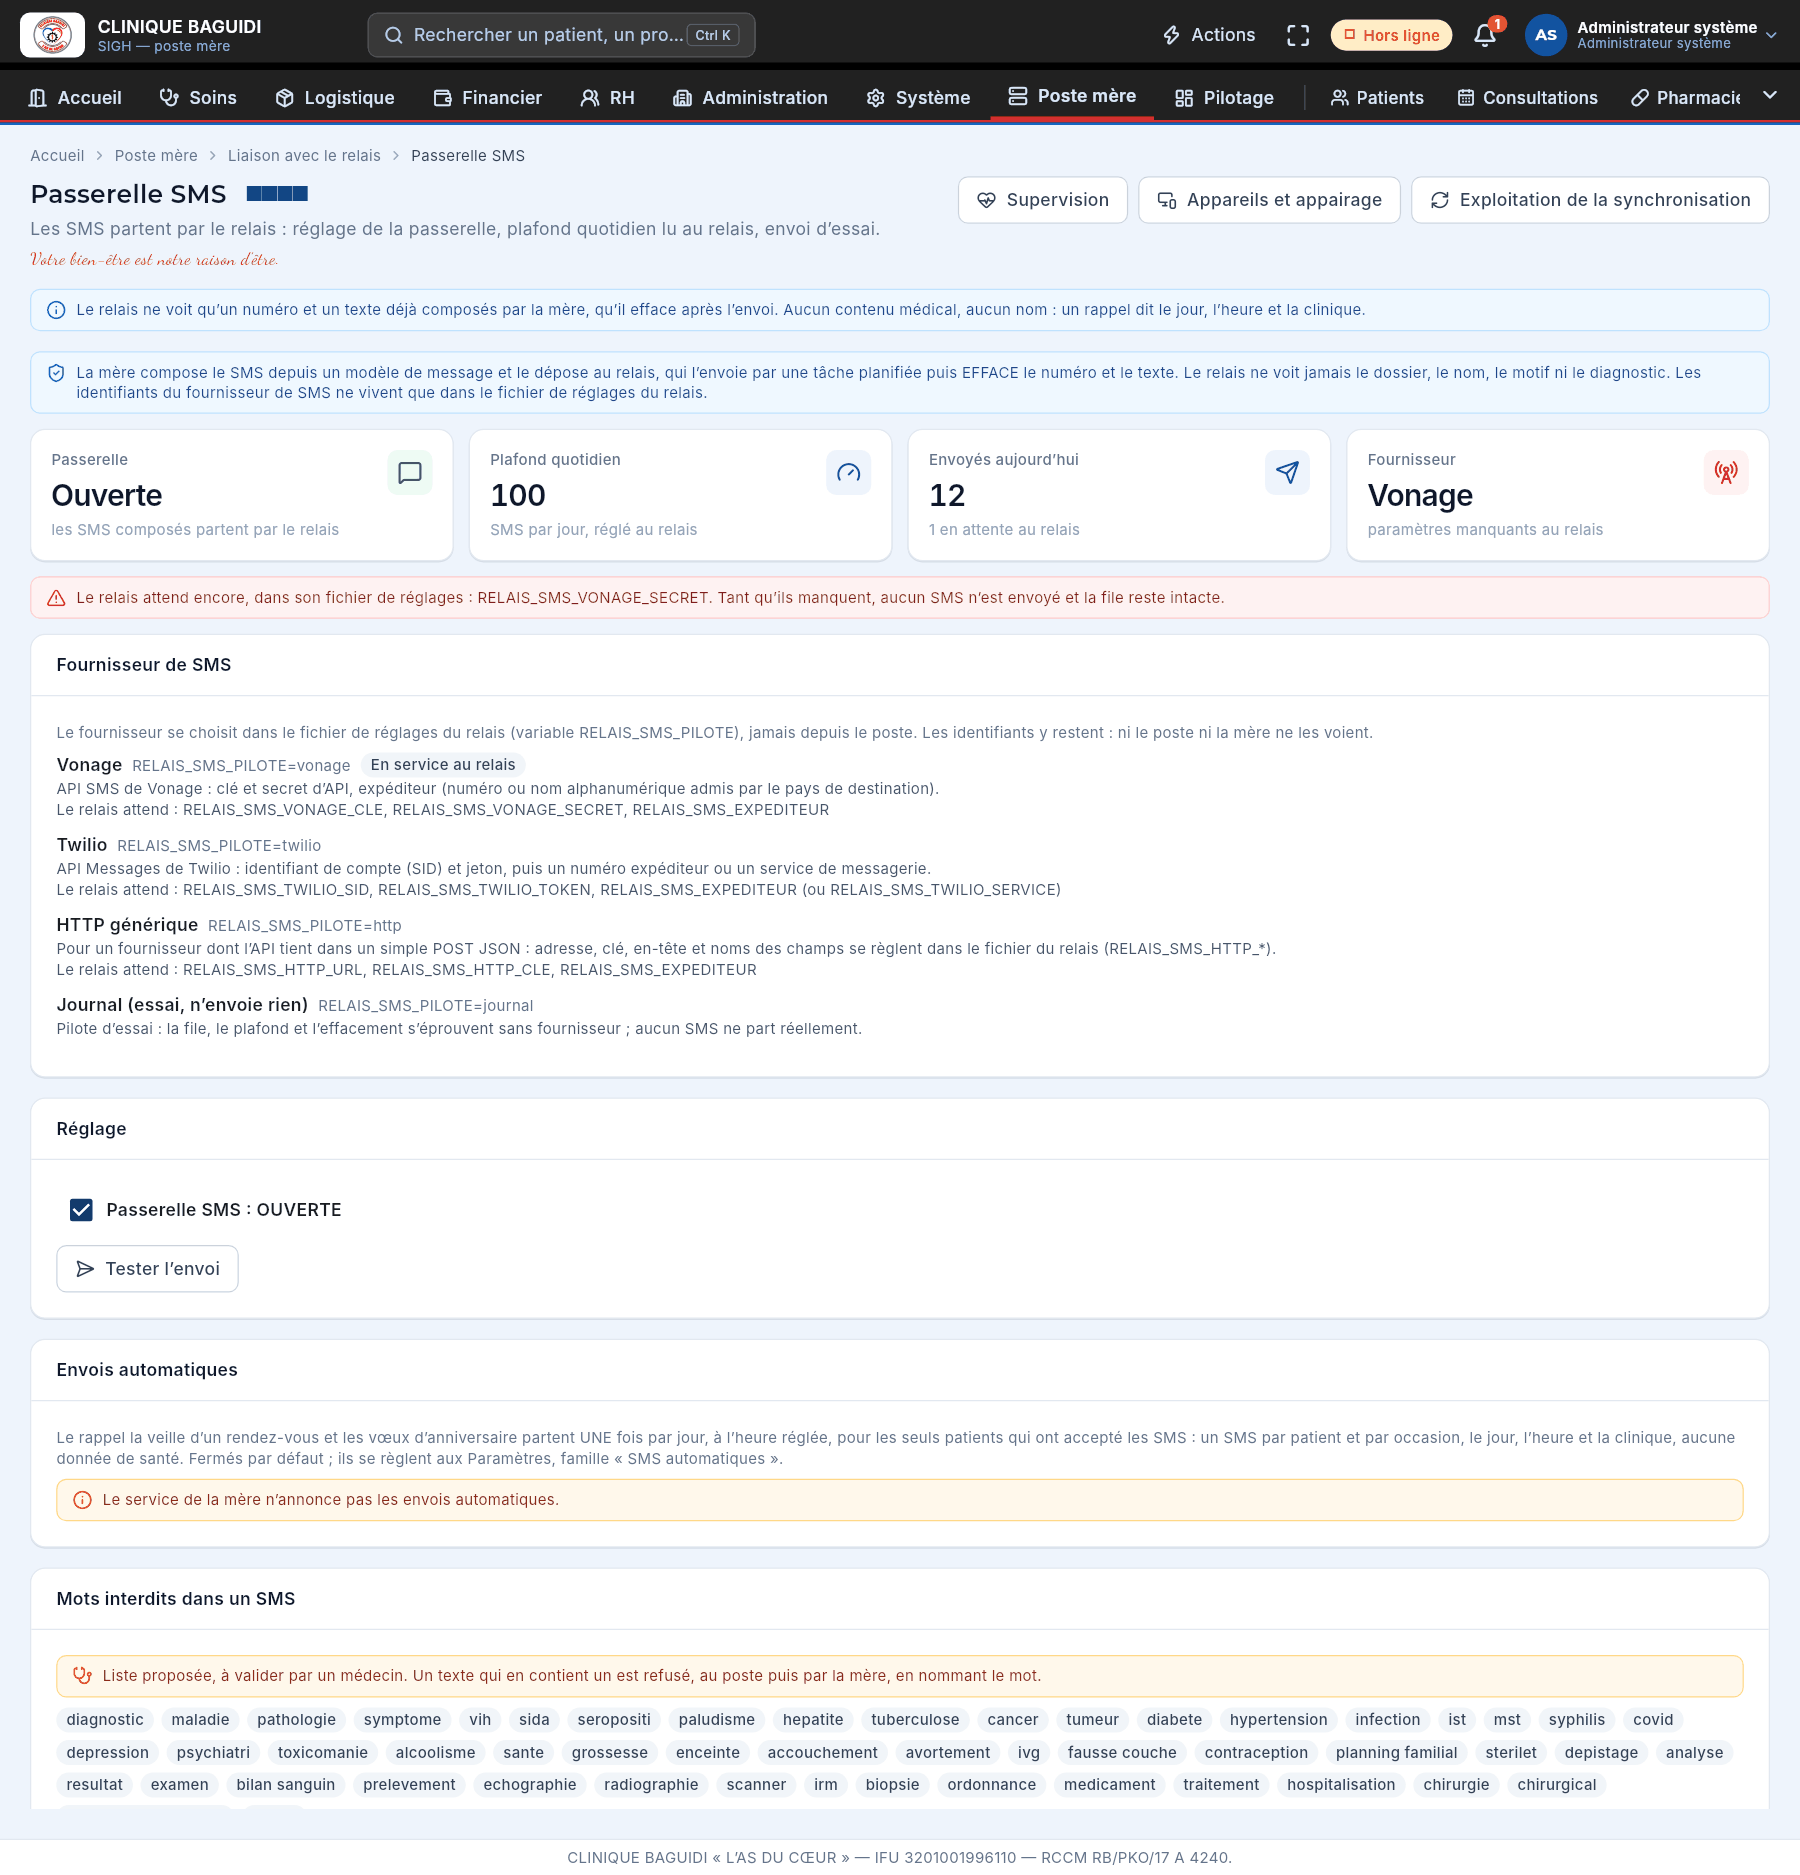 CLINIQUE BAGUIDI
SIGH — poste mère
Rechercher un patient, un pro... Ctrl K
Actions
Hors ligne
1
AS
Administrateur système
Administrateur système
Accueil Soins Logistique Financier RH Administration Système Poste mère Pilotage Patients Consultations Pharmacie
Accueil > Poste mère > Liaison avec le relais > Passerelle SMS
Passerelle SMS
Supervision Appareils et appairage Exploitation de la synchronisation
Les SMS partent par le relais : réglage de la passerelle, plafond quotidien lu au relais, envoi d’essai.
Votre bien-être est notre raison d'être.
Le relais ne voit qu’un numéro et un texte déjà composés par la mère, qu’il efface après l’envoi. Aucun contenu médical, aucun nom : un rappel dit le jour, l’heure et la clinique.
La mère compose le SMS depuis un modèle de message et le dépose au relais, qui l’envoie par une tâche planifiée puis EFFACE le numéro et le texte. Le relais ne voit jamais le dossier, le nom, le motif ni le diagnostic. Les
identifiants du fournisseur de SMS ne vivent que dans le fichier de réglages du relais.
Passerelle
Ouverte
les SMS composés partent par le relais
Plafond quotidien
100
SMS par jour, réglé au relais
Envoyés aujourd’hui
12
1 en attente au relais
Fournisseur
Vonage
paramètres manquants au relais
Le relais attend encore, dans son fichier de réglages : RELAIS_SMS_VONAGE_SECRET. Tant qu’ils manquent, aucun SMS n’est envoyé et la file reste intacte.
Fournisseur de SMS
Le fournisseur se choisit dans le fichier de réglages du relais (variable RELAIS_SMS_PILOTE), jamais depuis le poste. Les identifiants y restent : ni le poste ni la mère ne les voient.
Vonage RELAIS_SMS_PILOTE=vonage En service au relais
API SMS de Vonage : clé et secret d’API, expéditeur (numéro ou nom alphanumérique admis par le pays de destination).
Le relais attend : RELAIS_SMS_VONAGE_CLE, RELAIS_SMS_VONAGE_SECRET, RELAIS_SMS_EXPEDITEUR
Twilio RELAIS_SMS_PILOTE=twilio
API Messages de Twilio : identifiant de compte (SID) et jeton, puis un numéro expéditeur ou un service de messagerie.
Le relais attend : RELAIS_SMS_TWILIO_SID, RELAIS_SMS_TWILIO_TOKEN, RELAIS_SMS_EXPEDITEUR (ou RELAIS_SMS_TWILIO_SERVICE)
HTTP générique RELAIS_SMS_PILOTE=http
Pour un fournisseur dont l’API tient dans un simple POST JSON : adresse, clé, en-tête et noms des champs se règlent dans le fichier du relais (RELAIS_SMS_HTTP_*).
Le relais attend : RELAIS_SMS_HTTP_URL, RELAIS_SMS_HTTP_CLE, RELAIS_SMS_EXPEDITEUR
Journal (essai, n’envoie rien) RELAIS_SMS_PILOTE=journal
Pilote d’essai : la file, le plafond et l’effacement s’éprouvent sans fournisseur ; aucun SMS ne part réellement.
Réglage
Passerelle SMS : OUVERTE
Tester l’envoi
Envois automatiques
Le rappel la veille d’un rendez-vous et les vœux d’anniversaire partent UNE fois par jour, à l’heure réglée, pour les seuls patients qui ont accepté les SMS : un SMS par patient et par occasion, le jour, l’heure et la clinique, aucune
donnée de santé. Fermés par défaut ; ils se règlent aux Paramètres, famille « SMS automatiques ».
Le service de la mère n’annonce pas les envois automatiques.
Mots interdits dans un SMS
Liste proposée, à valider par un médecin. Un texte qui en contient un est refusé, au poste puis par la mère, en nommant le mot.
diagnostic maladie pathologie symptome vih sida seropositi paludisme hepatite tuberculose cancer tumeur diabete hypertension infection ist mst syphilis covid
depression psychiatri toxicomanie alcoolisme sante grossesse enceinte accouchement avortement ivg fausse couche contraception planning familial sterilet depistage analyse
resultat examen bilan sanguin prelevement echographie radiographie scanner irm biopsie ordonnance medicament traitement hospitalisation chirurgie chirurgical
CLINIQUE BAGUIDI « L’AS DU CŒUR » — IFU 3201001996110 — RCCM RB/PKO/17 A 4240.